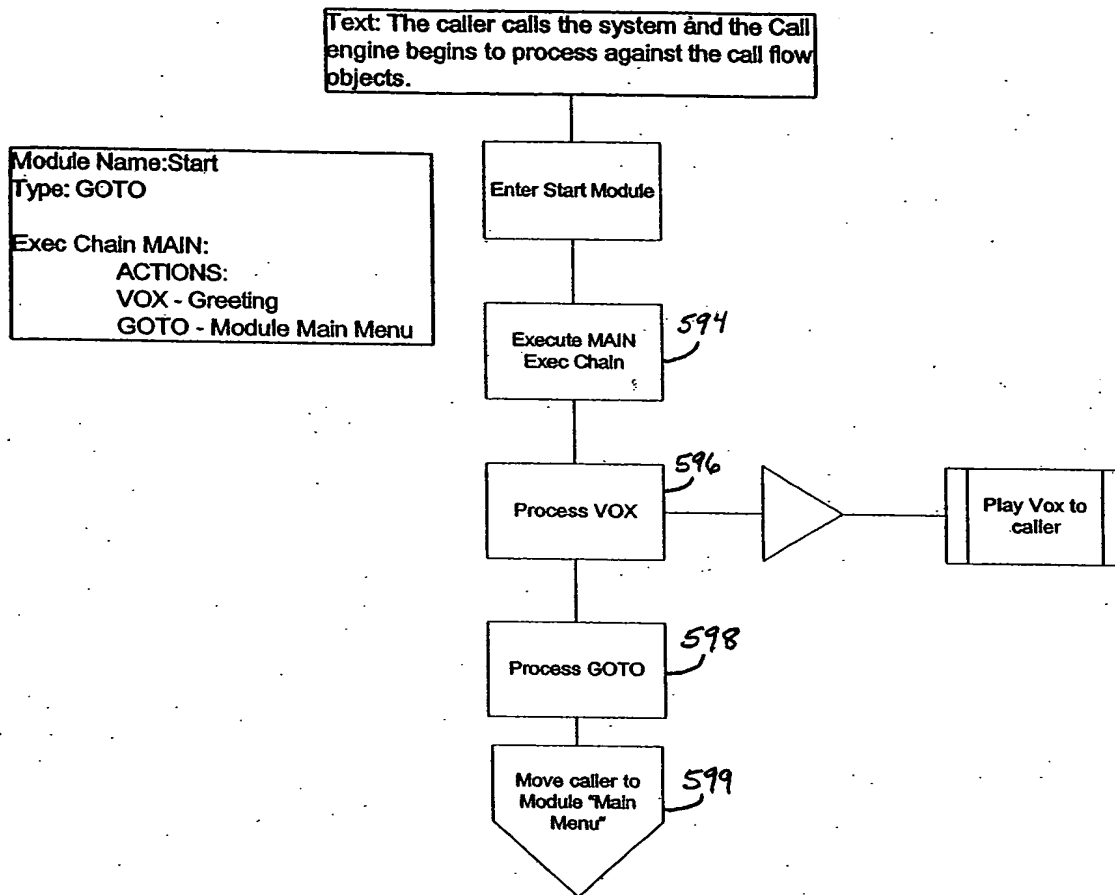 Text: The caller calls the system and the Call
engine begins to process against the call flow
objects.
Module Name:Start
Type: GOTO
Exec Chain MAIN:
ACTIONS:
VOX - Greeting
GOTO - Module Main Menu
Enter Start Module
Execute MAIN
Exec Chain
594
Process VOX
596
Play Vox to
caller
Process GOTO
598
Move caller to
Module "Main
Menu"
599